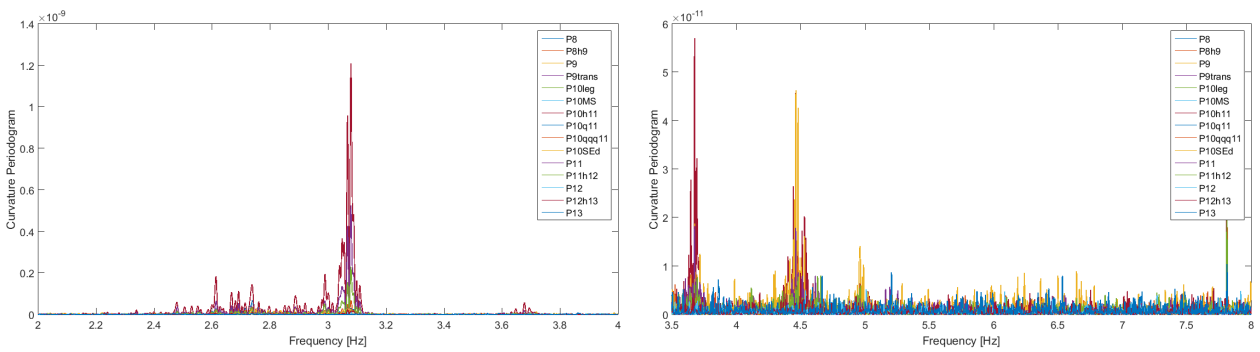 ×10⁻⁹
1.4
1.2
1
0.8
0.6
0.4
0.2
0
Curvature Periodogram
2 2.2 2.4 2.6 2.8 3 3.2 3.4 3.6 3.8 4
Frequency [Hz]
P8
P8h9
P9
P9trans
P10leg
P10MS
P10h11
P10q11
P10qqq11
P10SEd
P11
P11h12
P12
P12h13
P13
×10⁻¹¹
6
5
4
3
2
1
0
Curvature Periodogram
3.5 4 4.5 5 5.5 6 6.5 7 7.5 8
Frequency [Hz]
P8
P8h9
P9
P9trans
P10leg
P10MS
P10h11
P10q11
P10qqq11
P10SEd
P11
P11h12
P12
P12h13
P13